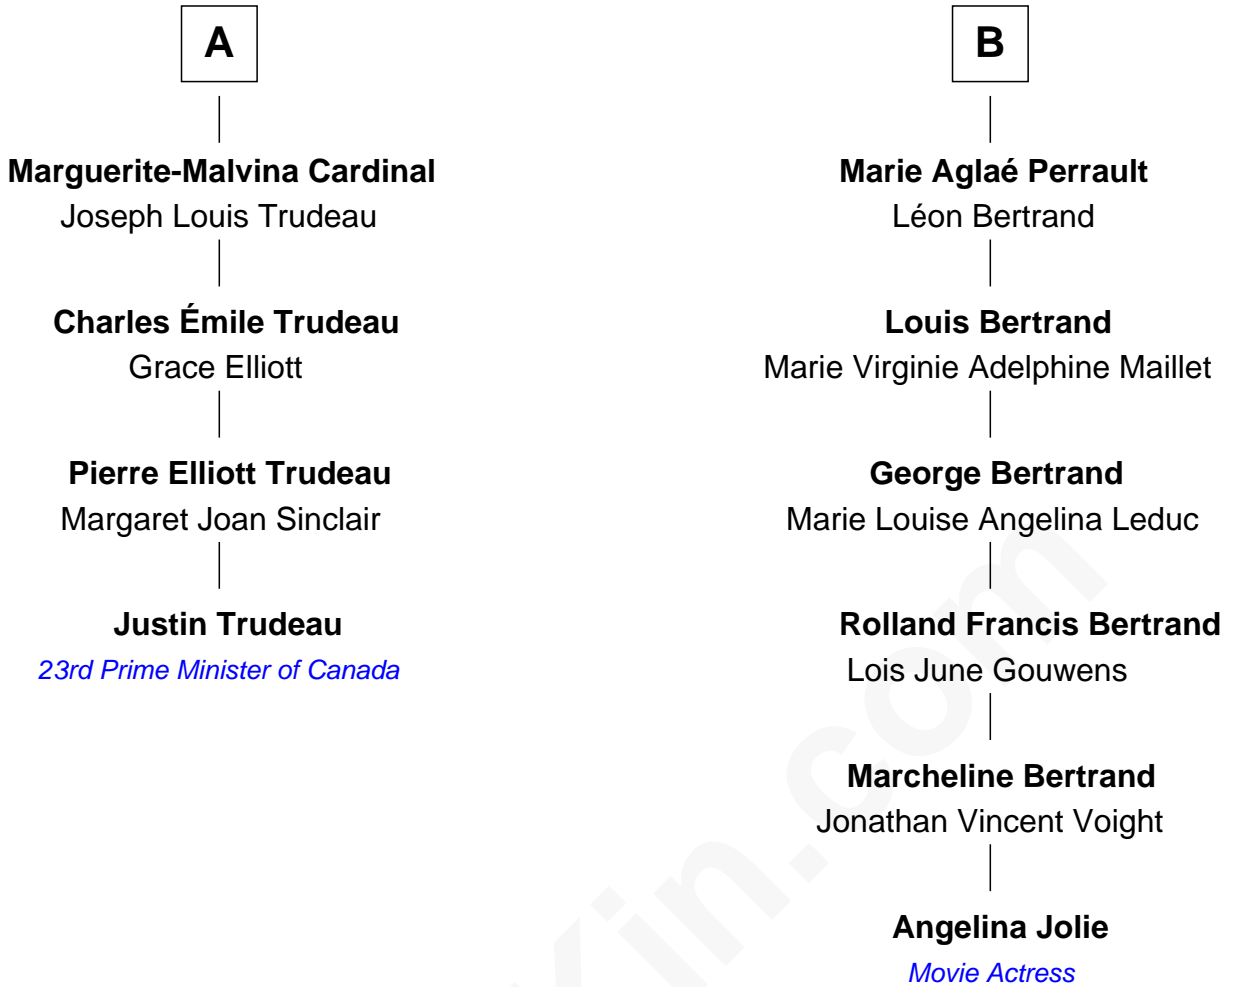 A
Marguerite-Malvina Cardinal
Joseph Louis Trudeau
Charles Émile Trudeau
Grace Elliott
Pierre Elliott Trudeau
Margaret Joan Sinclair
Justin Trudeau
23rd Prime Minister of Canada
B
Marie Aglaé Perrault
Léon Bertrand
Louis Bertrand
Marie Virginie Adelphine Maillet
George Bertrand
Marie Louise Angelina Leduc
Rolland Francis Bertrand
Lois June Gouwens
Marcheline Bertrand
Jonathan Vincent Voight
Angelina Jolie
Movie Actress
Kin.com